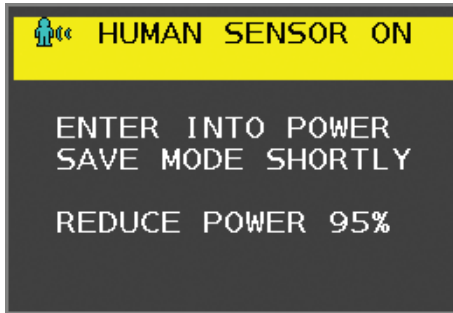 HUMAN SENSOR ON
ENTER INTO POWER
SAVE MODE SHORTLY
REDUCE POWER 95%